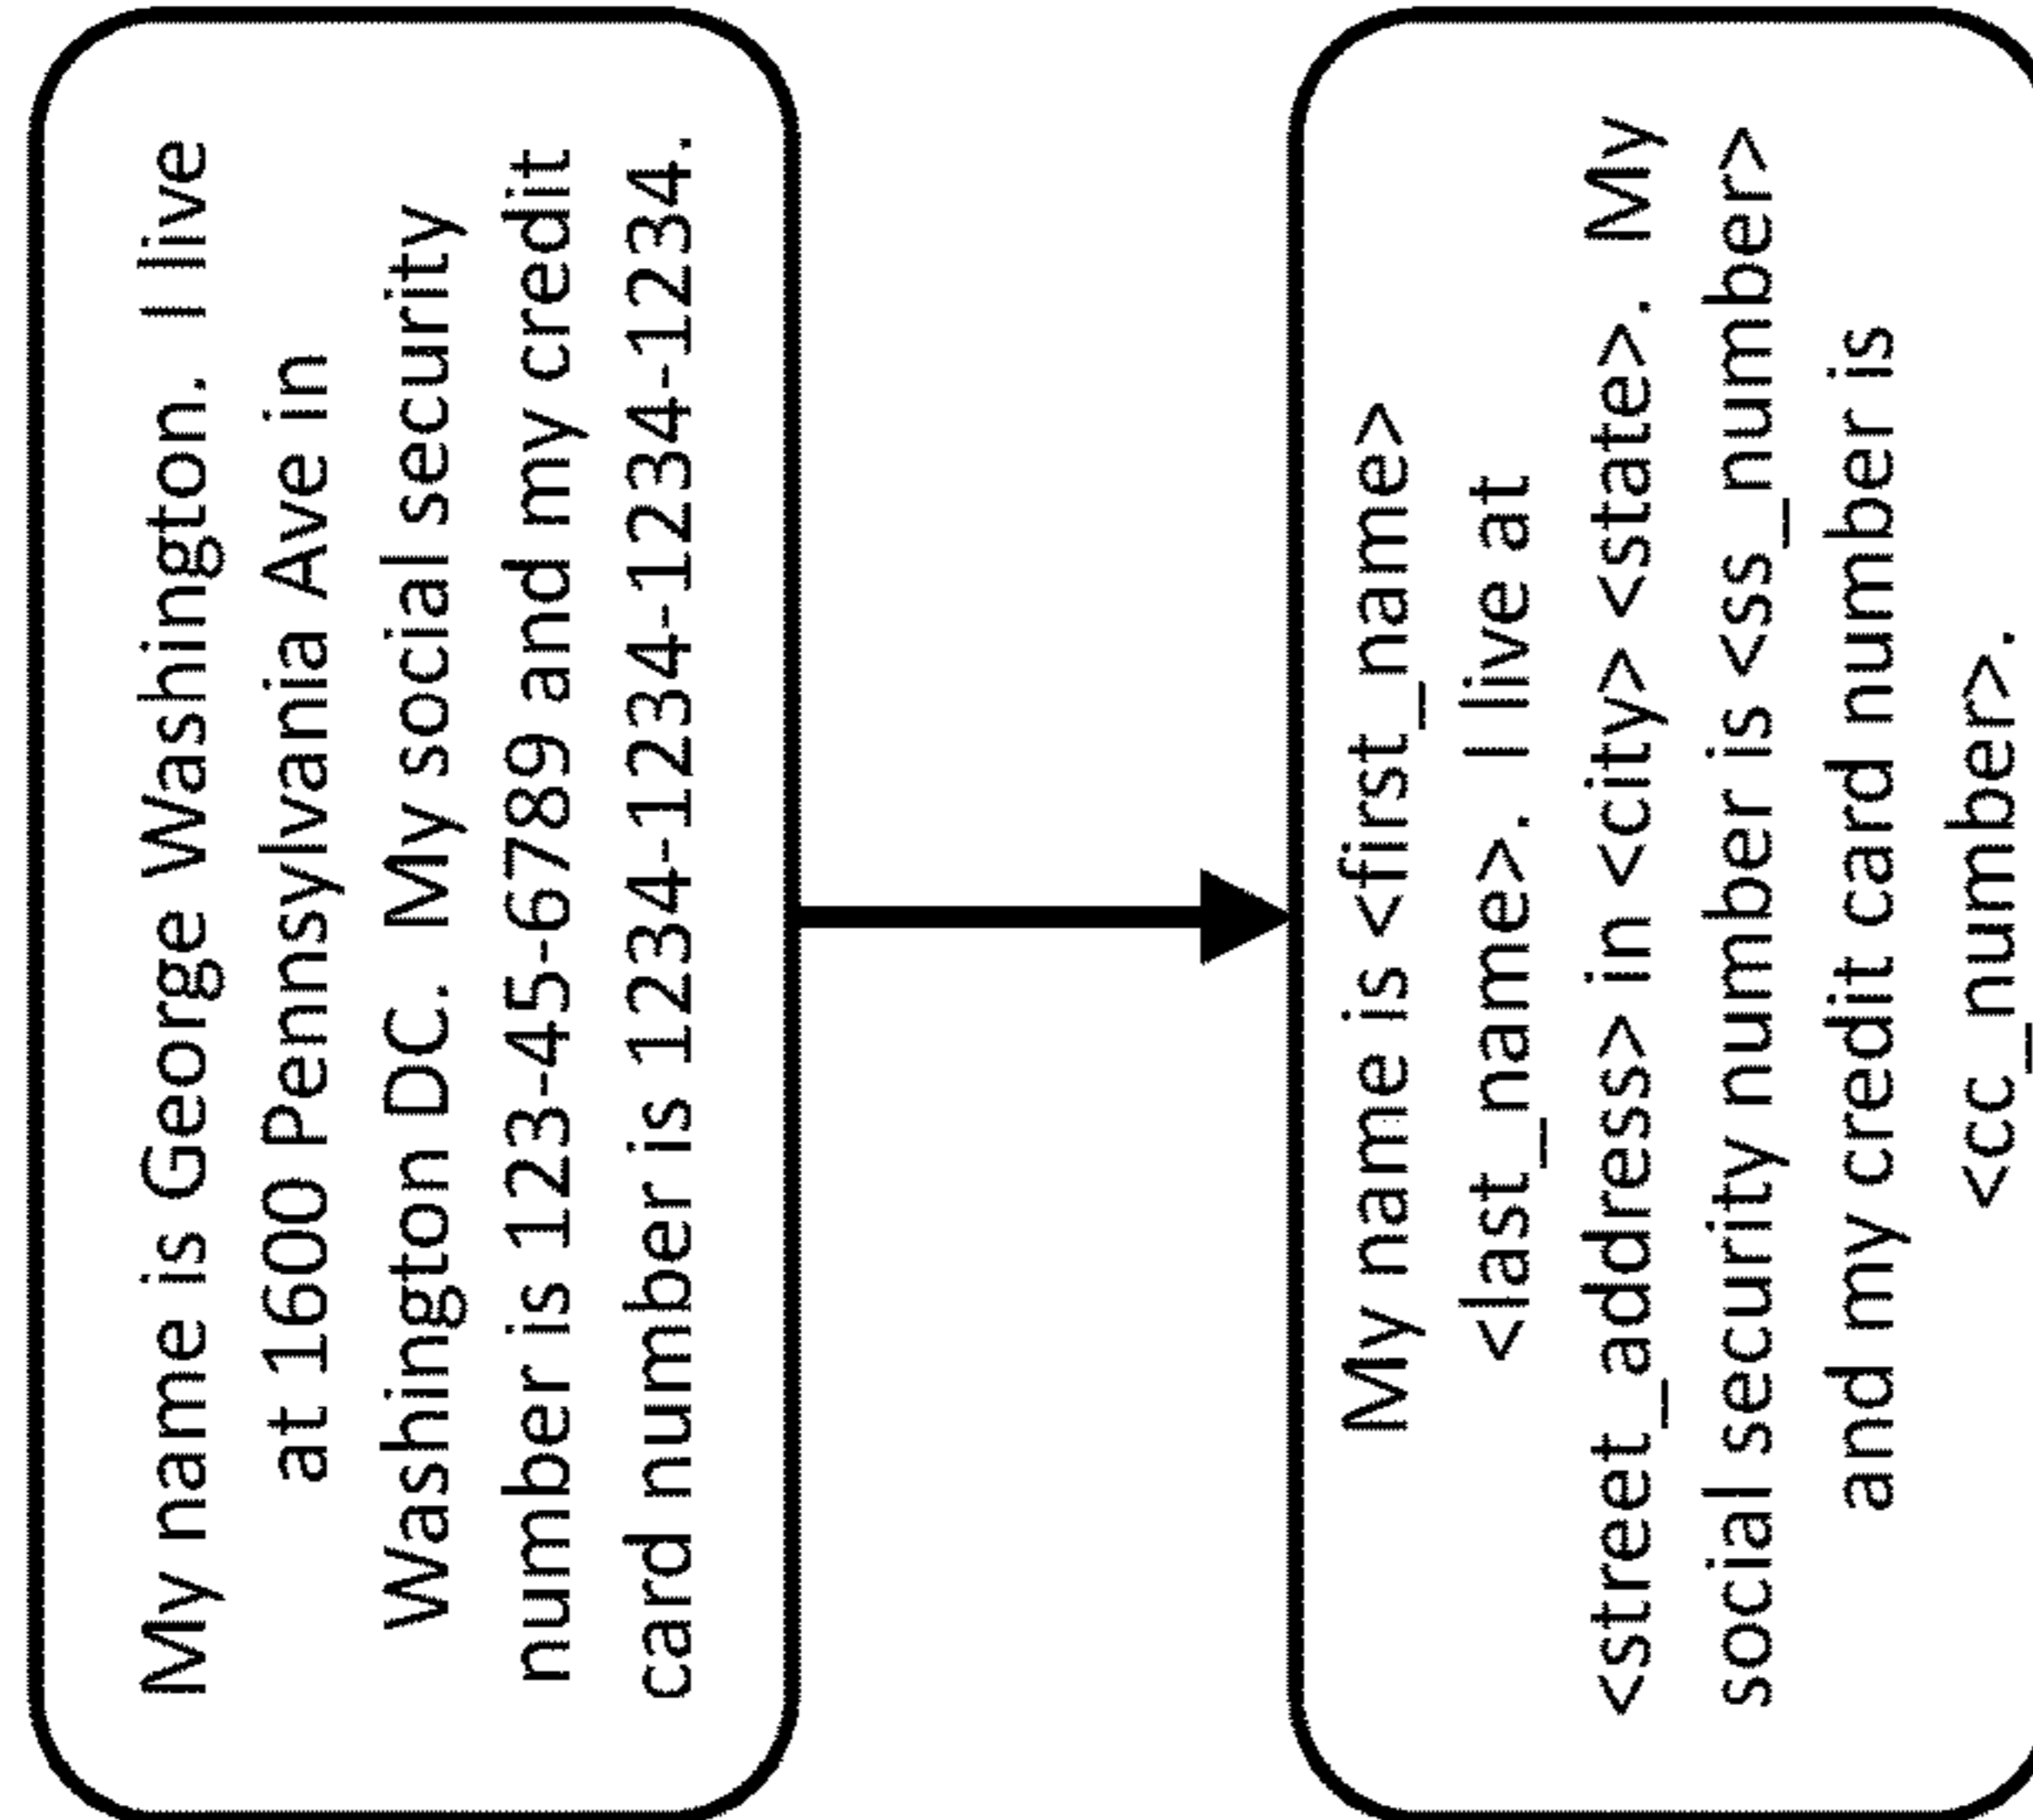 My name is George Washington. I live
at 1600 Pennsylvania Ave in
Washington DC. My social security
number is 123-45-6789 and my credit
card number is 1234-1234-1234-1234.
My name is <first_name>
<last_name>. I live at
<street_address> in <city> <state>. My
social security number is <ss_number>
and my credit card number is
<cc_number>.